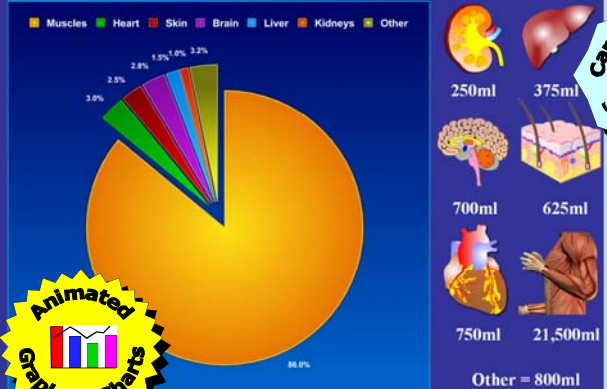 Muscles Heart Skin Brain Liver Kidneys Other
3.0%
2.5%
2.8%
1.5%
1.0%
3.2%
86.0%
250ml 375ml
700ml 625ml
750ml 21,500ml
Other = 800ml
Animated